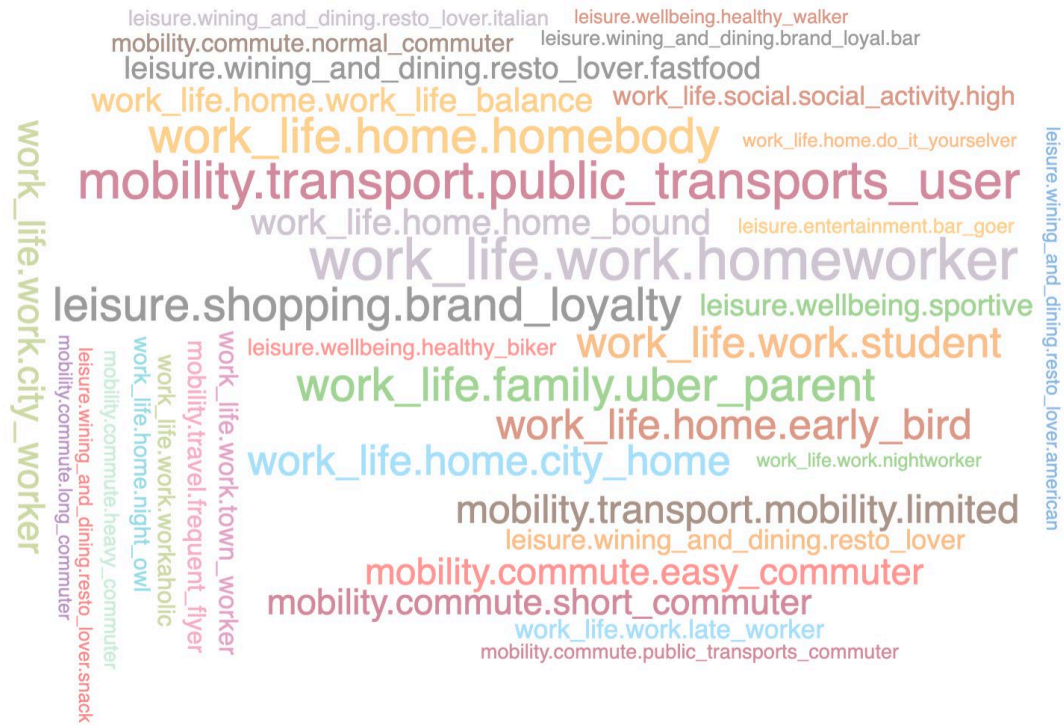 leisure.wining_and_dining.resto_lover.italian
leisure.wellbeing.healthy_walker
mobility.commute.normal_commuter
leisure.wining_and_dining.brand_loyal.bar
leisure.wining_and_dining.resto_lover.fastfood
work_life.home.work_life_balance
work_life.social.social_activity.high
work_life.home.homebody
work_life.home.do_it_yourselver
mobility.transport.public_transports_user
work_life.home.home_bound
leisure.entertainment.bar_goer
work_life.work.homeworker
leisure.shopping.brand_loyalty
leisure.wellbeing.sportive
leisure.wellbeing.healthy_biker
work_life.work.student
work_life.family.uber_parent
work_life.home.early_bird
work_life.home.city_home
work_life.work.nightworker
mobility.transport.mobility.limited
leisure.wining_and_dining.resto_lover
mobility.commute.easy_commuter
mobility.commute.short_commuter
work_life.work.late_worker
mobility.commute.public_transports_commuter
work_life.work.city_worker
mobility.commute.long_commuter
leisure.wining_and_dining.resto_lover.snack
mobility.commute.heavy_commuter
work_life.home.night_owl
work_life.work.workaholic
mobility.travel.frequent_flyer
work_life.work.town_worker
leisure.wining_and_dining.resto_lover.american